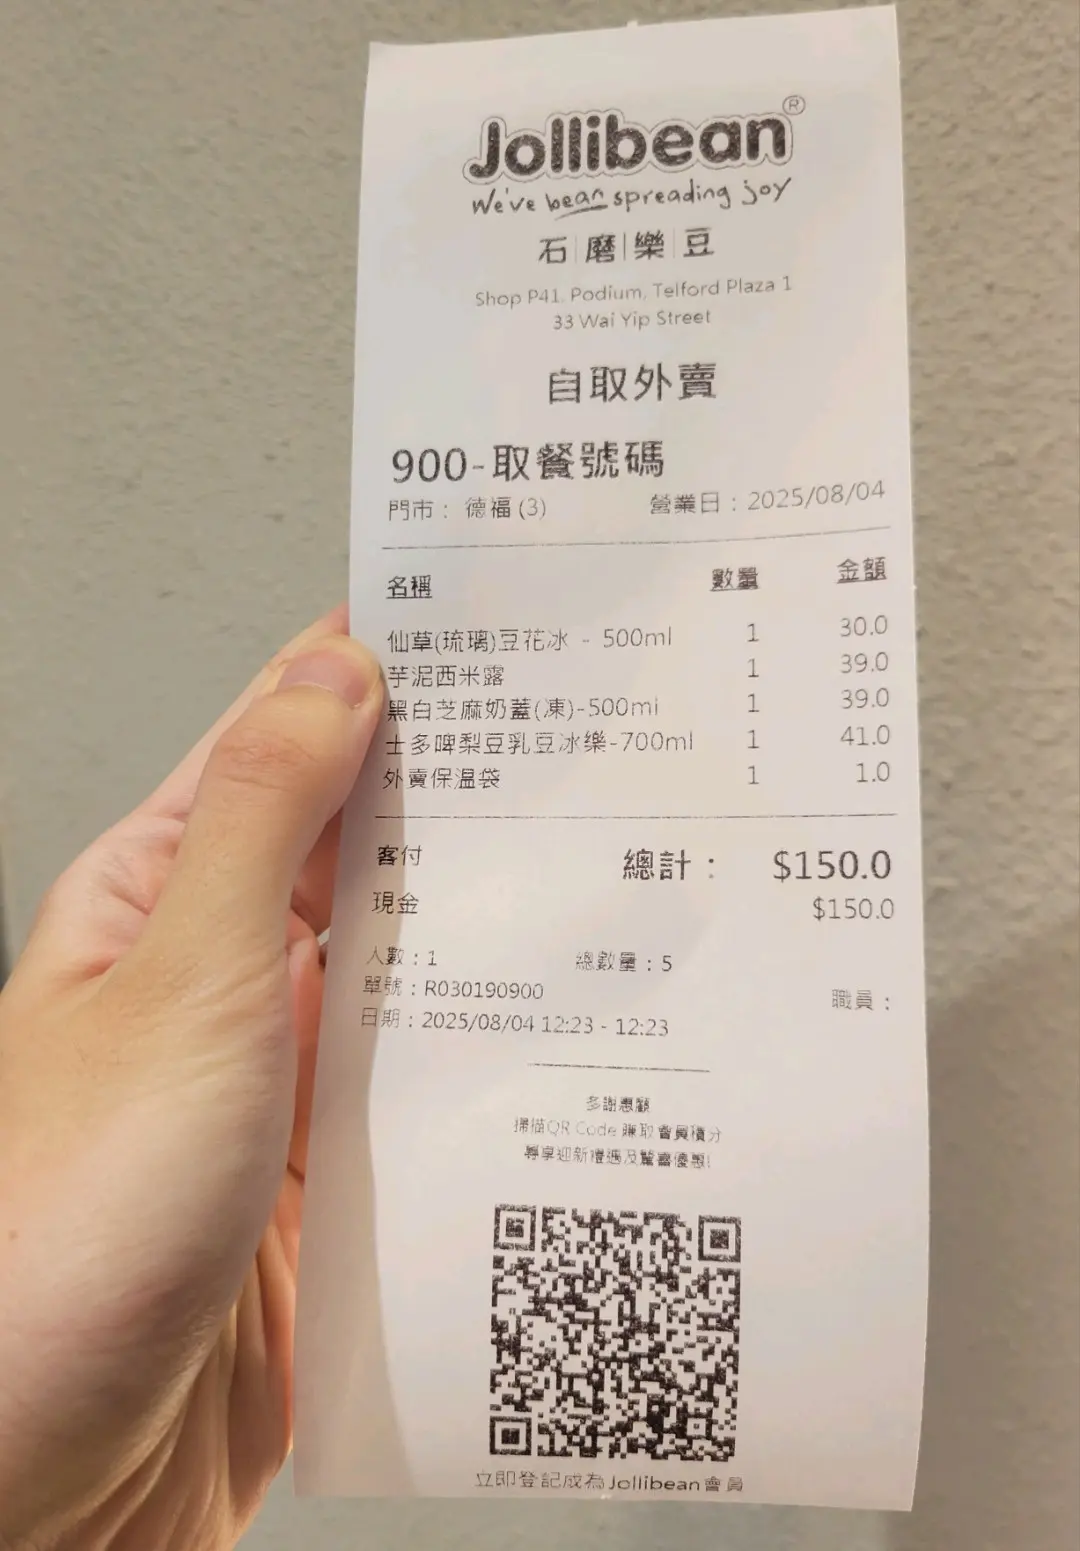 Jollibean®
We've bean spreading joy
石|磨|樂|豆
Shop P41, Podium, Telford Plaza 1
33 Wai Yip Street
自取外賣
900-取餐號碼
門市： 德福(3) 營業日：2025/08/04
名稱 數量 金額
仙草(琉璃)豆花冰 - 500ml 1 30.0
芋泥西米露 1 39.0
黑白芝麻奶蓋(凍)-500ml 1 39.0
士多啤梨豆乳豆冰樂-700ml 1 41.0
外賣保溫袋 1 1.0
客付 總計： $150.0
現金 $150.0
人數：1 總數量：5
單號：R030190900 職員：
日期：2025/08/04 12:23 - 12:23
多謝惠顧
掃描QR Code 賺取會員積分
尊享迎新禮遇及驚喜優惠!
立即登記成為Jollibean會員